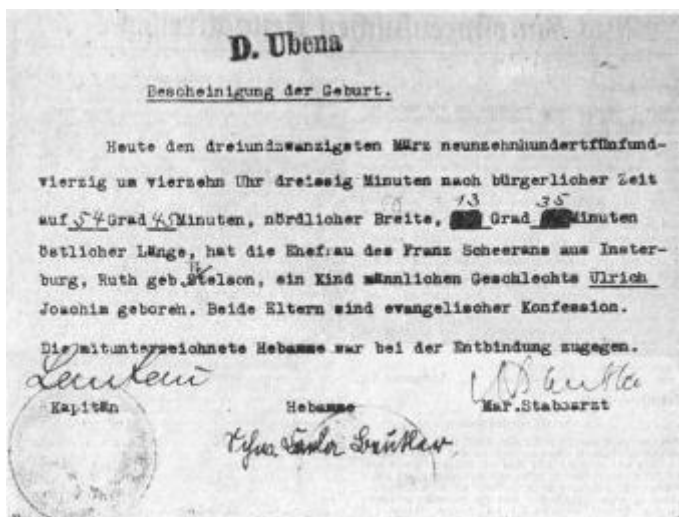 D. Ubena
Bescheinigung der Geburt.
Heute den dreiundzwanzigsten März neunzehnhundertfünfund-
vierzig um vierzehn Uhr dreissig Minuten nach bürgerlicher Zeit
13 35
auf 54 Grad 45 Minuten, nördlicher Breite, Grad Minuten
östlicher Länge, hat die Ehefrau des Franz Scheerans aus Inster-
burg, Ruth geb. , ein Kind männlichen Geschlechts Ulrich
Joachim geboren. Beide Eltern sind evangelischer Konfession.
Die mitunterzeichnete Hebamme war bei der Entbindung zugegen.
Kapitän Hebamme Mar.Stabsarzt